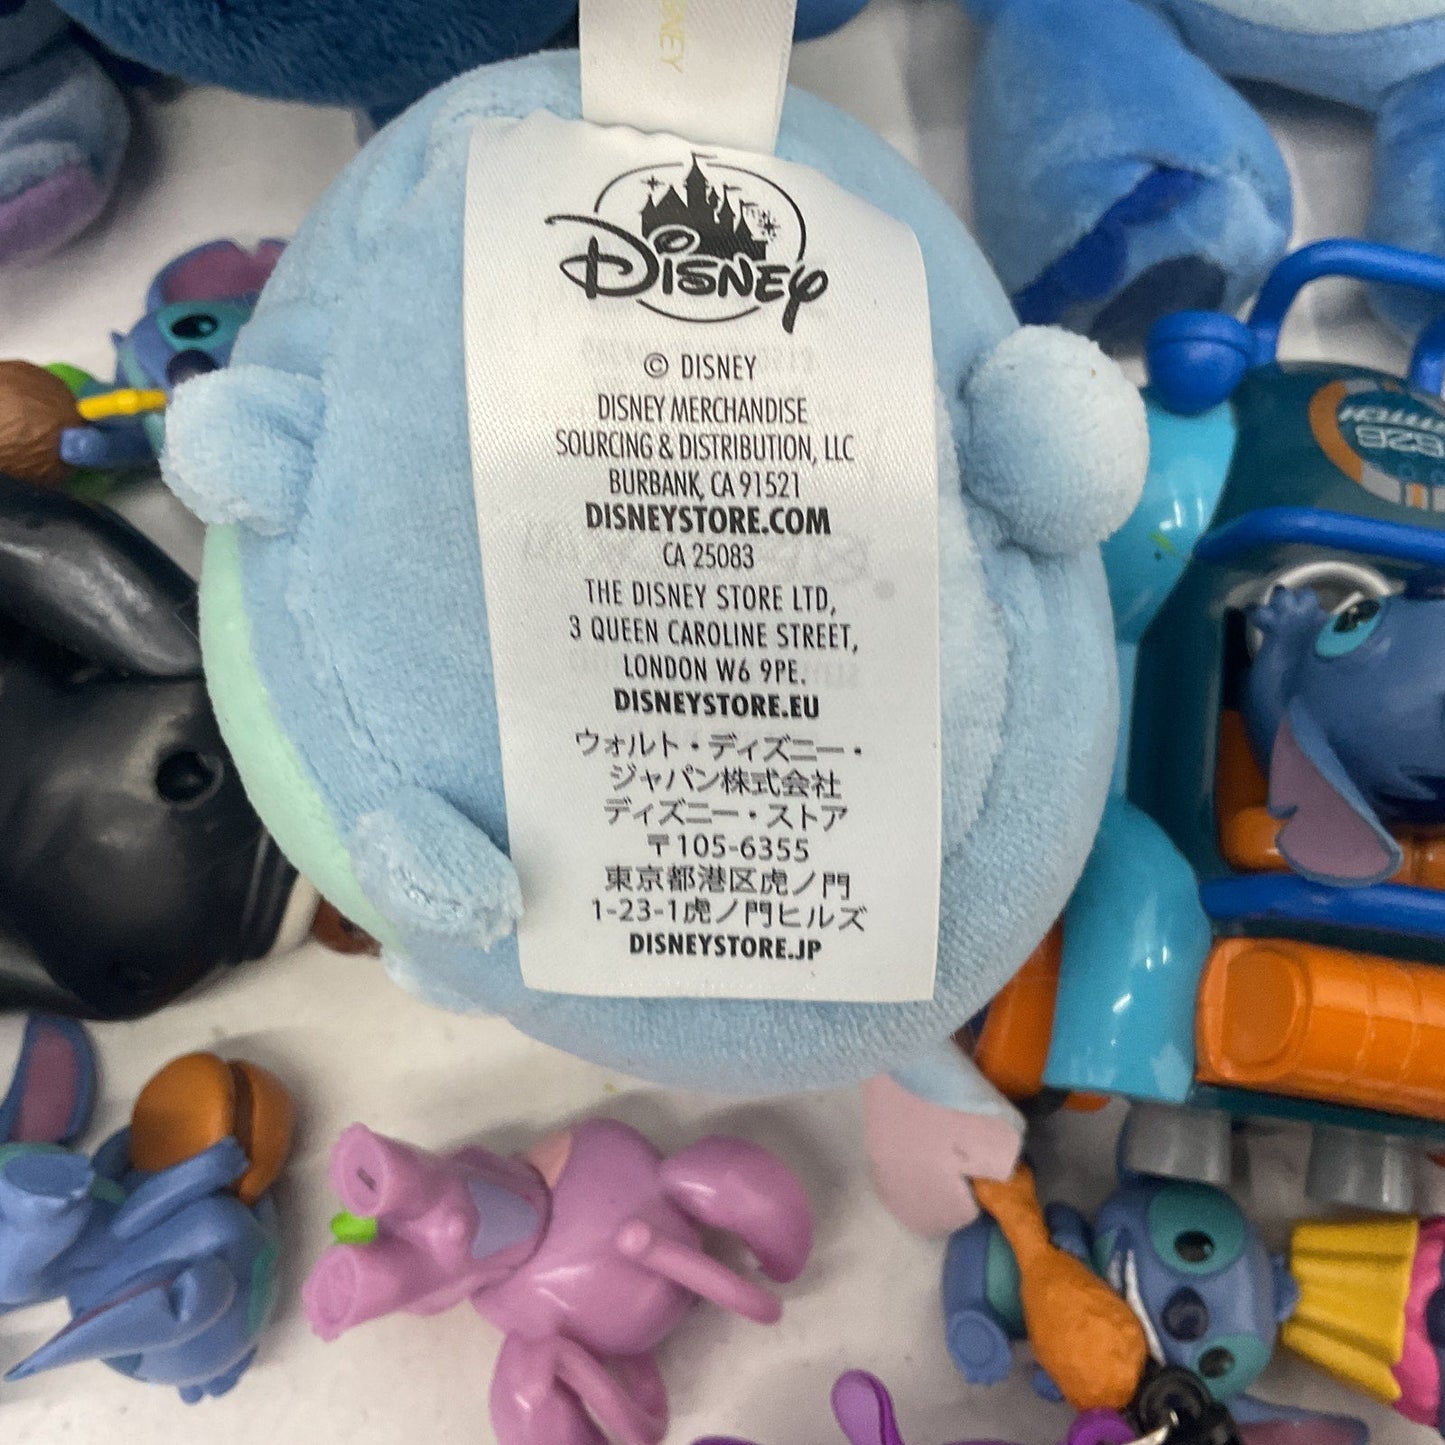 BABNEY
DISNEY
© DISNEY
DISNEY MERCHANDISE
SOURCING & DISTRIBUTION, LLC
BURBANK, CA 91521
DISNEYSTORE.COM
CA 25083
THE DISNEY STORE LTD,
3 QUEEN CAROLINE STREET,
LONDON W6 9PE.
DISNEYSTORE.EU
ウォルト・ディズニー・
ジャパン株式会社
ディズニー・ストア
〒105-6355
東京都港区虎ノ門
1-23-1虎ノ門ヒルズ
DISNEYSTORE.JP
626